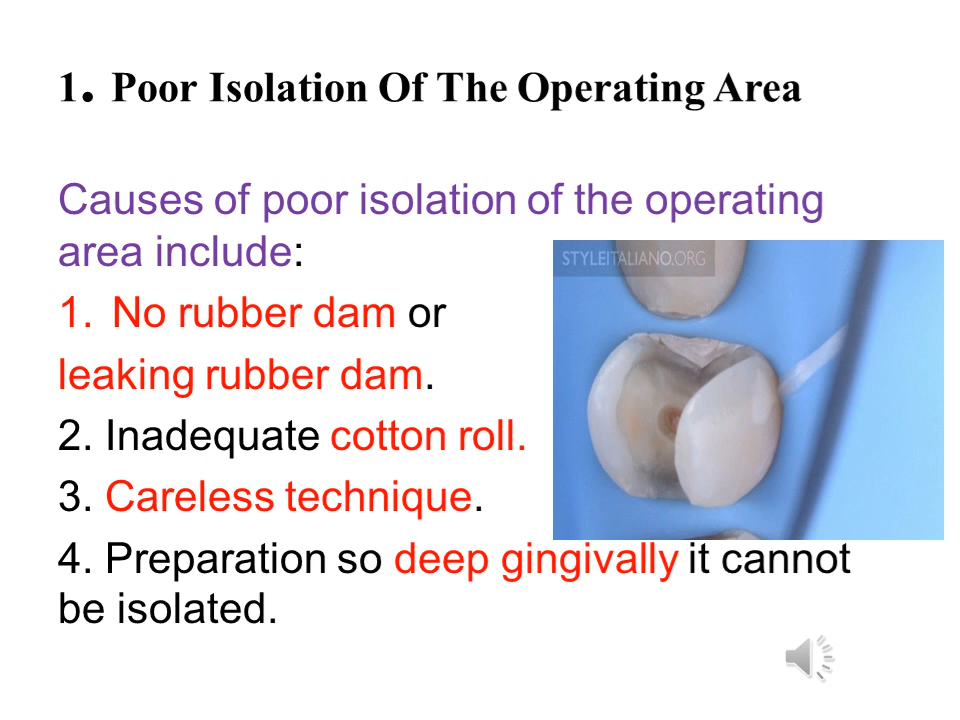 1. Poor Isolation Of The Operating Area
Causes of poor isolation of the operating
area include:
STYLEITALIANO.ORG
1. No rubber dam or
leaking rubber dam.
2. Inadequate cotton roll.
3. Careless technique.
4. Preparation so deep gingivally it cannot
be isolated.